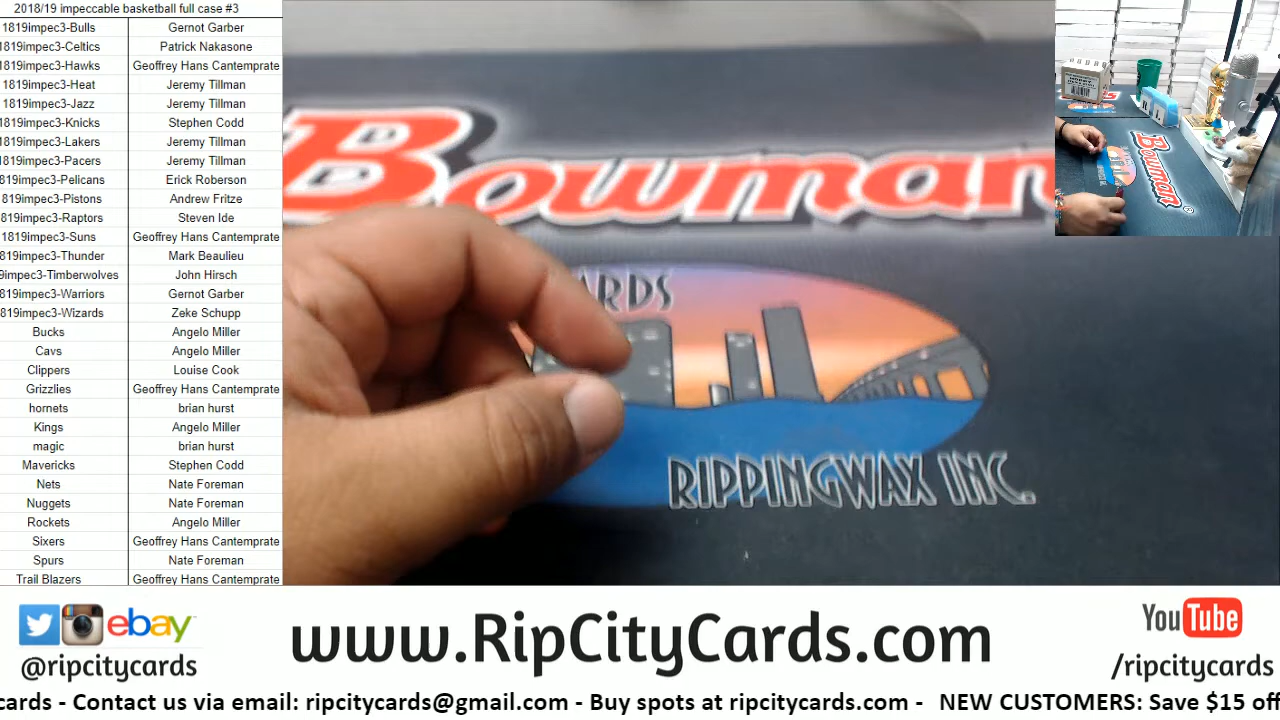 2018/19 impeccable basketball full case #3
1819impec3-Bulls Gernot Garber
1819impec3-Celtics Patrick Nakasone
1819impec3-Hawks Geoffrey Hans Cantemprate
1819impec3-Heat Jeremy Tillman
1819impec3-Jazz Jeremy Tillman
1819impec3-Knicks Stephen Codd
1819impec3-Lakers Jeremy Tillman
819impec3-Pacers Jeremy Tillman
819impec3-Pelicans Erick Roberson
819impec3-Pistons Andrew Fritze
819impec3-Raptors Steven Ide
1819impec3-Suns Geoffrey Hans Cantemprate
819impec3-Thunder Mark Beaulieu
9impec3-Timberwolves John Hirsch
819impec3-Warriors Gernot Garber
819impec3-Wizards Zeke Schupp
Bucks Angelo Miller
Cavs Angelo Miller
Clippers Louise Cook
Grizzlies Geoffrey Hans Cantemprate
hornets brian hurst
Kings Angelo Miller
magic brian hurst
Mavericks Stephen Codd
Nets Nate Foreman
Nuggets Nate Foreman
Rockets Angelo Miller
Sixers Geoffrey Hans Cantemprate
Spurs Nate Foreman
Trail Blazers Geoffrey Hans Cantemprate
Bowman
ARDS
RIPPINGWAX INC.
Bowman
ebay
@ripcitycards
www.RipCityCards.com
YouTube
/ripcitycards
cards - Contact us via email: ripcitycards@gmail.com - Buy spots at ripcitycards.com - NEW CUSTOMERS: Save $15 off